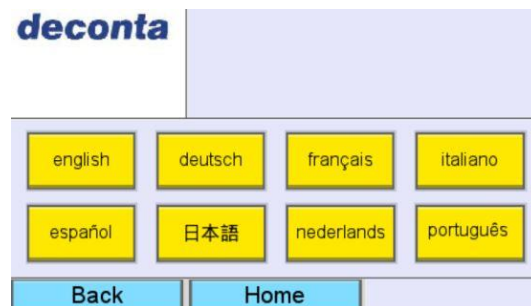 deconta
english deutsch français italiano
español 日本語 nederlands português
Back Home